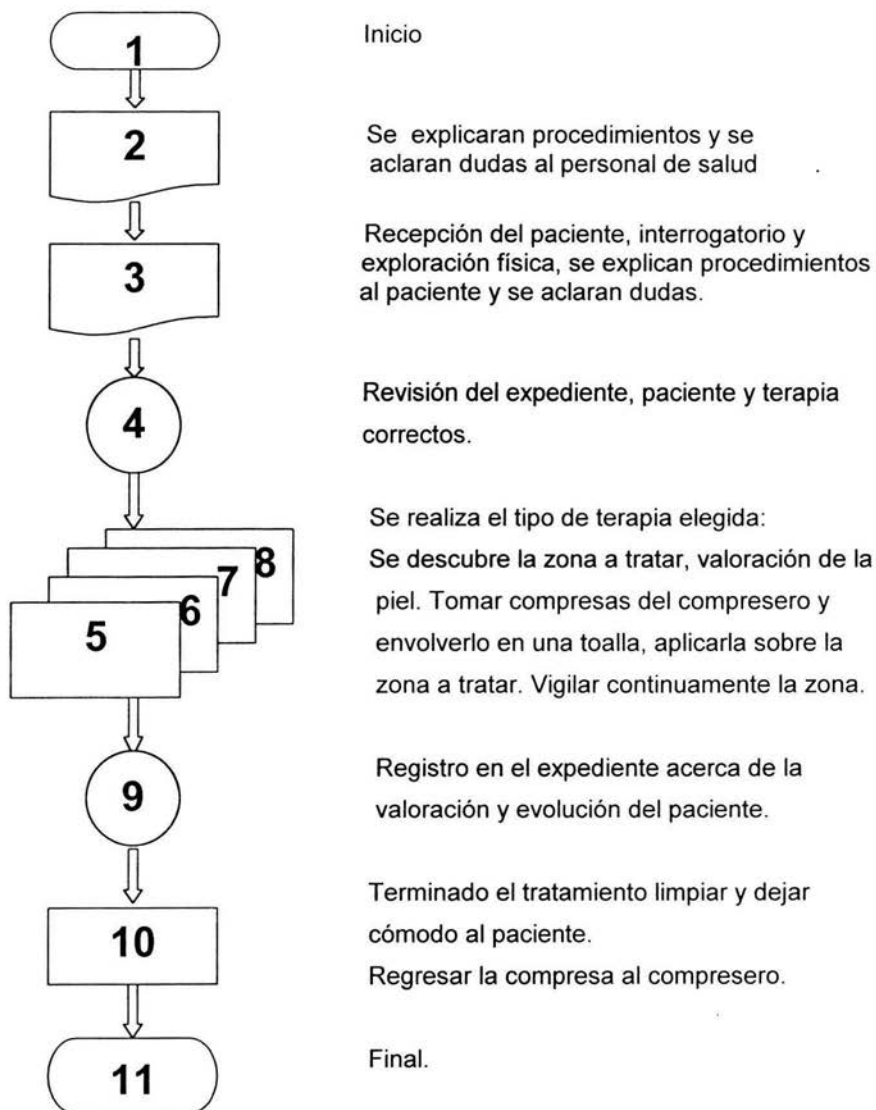 1
Inicio
2
Se explicaran procedimientos y se
aclaran dudas al personal de salud .
3
Recepción del paciente, interrogatorio y
exploración física, se explican procedimientos
al paciente y se aclaran dudas.
4
Revisión del expediente, paciente y terapia
correctos.
5
6
7
8
Se realiza el tipo de terapia elegida:
Se descubre la zona a tratar, valoración de la
piel. Tomar compresas del compresero y
envolverlo en una toalla, aplicarla sobre la
zona a tratar. Vigilar continuamente la zona.
9
Registro en el expediente acerca de la
valoración y evolución del paciente.
10
Terminado el tratamiento limpiar y dejar
cómodo al paciente.
Regresar la compresa al compresero.
11
Final.